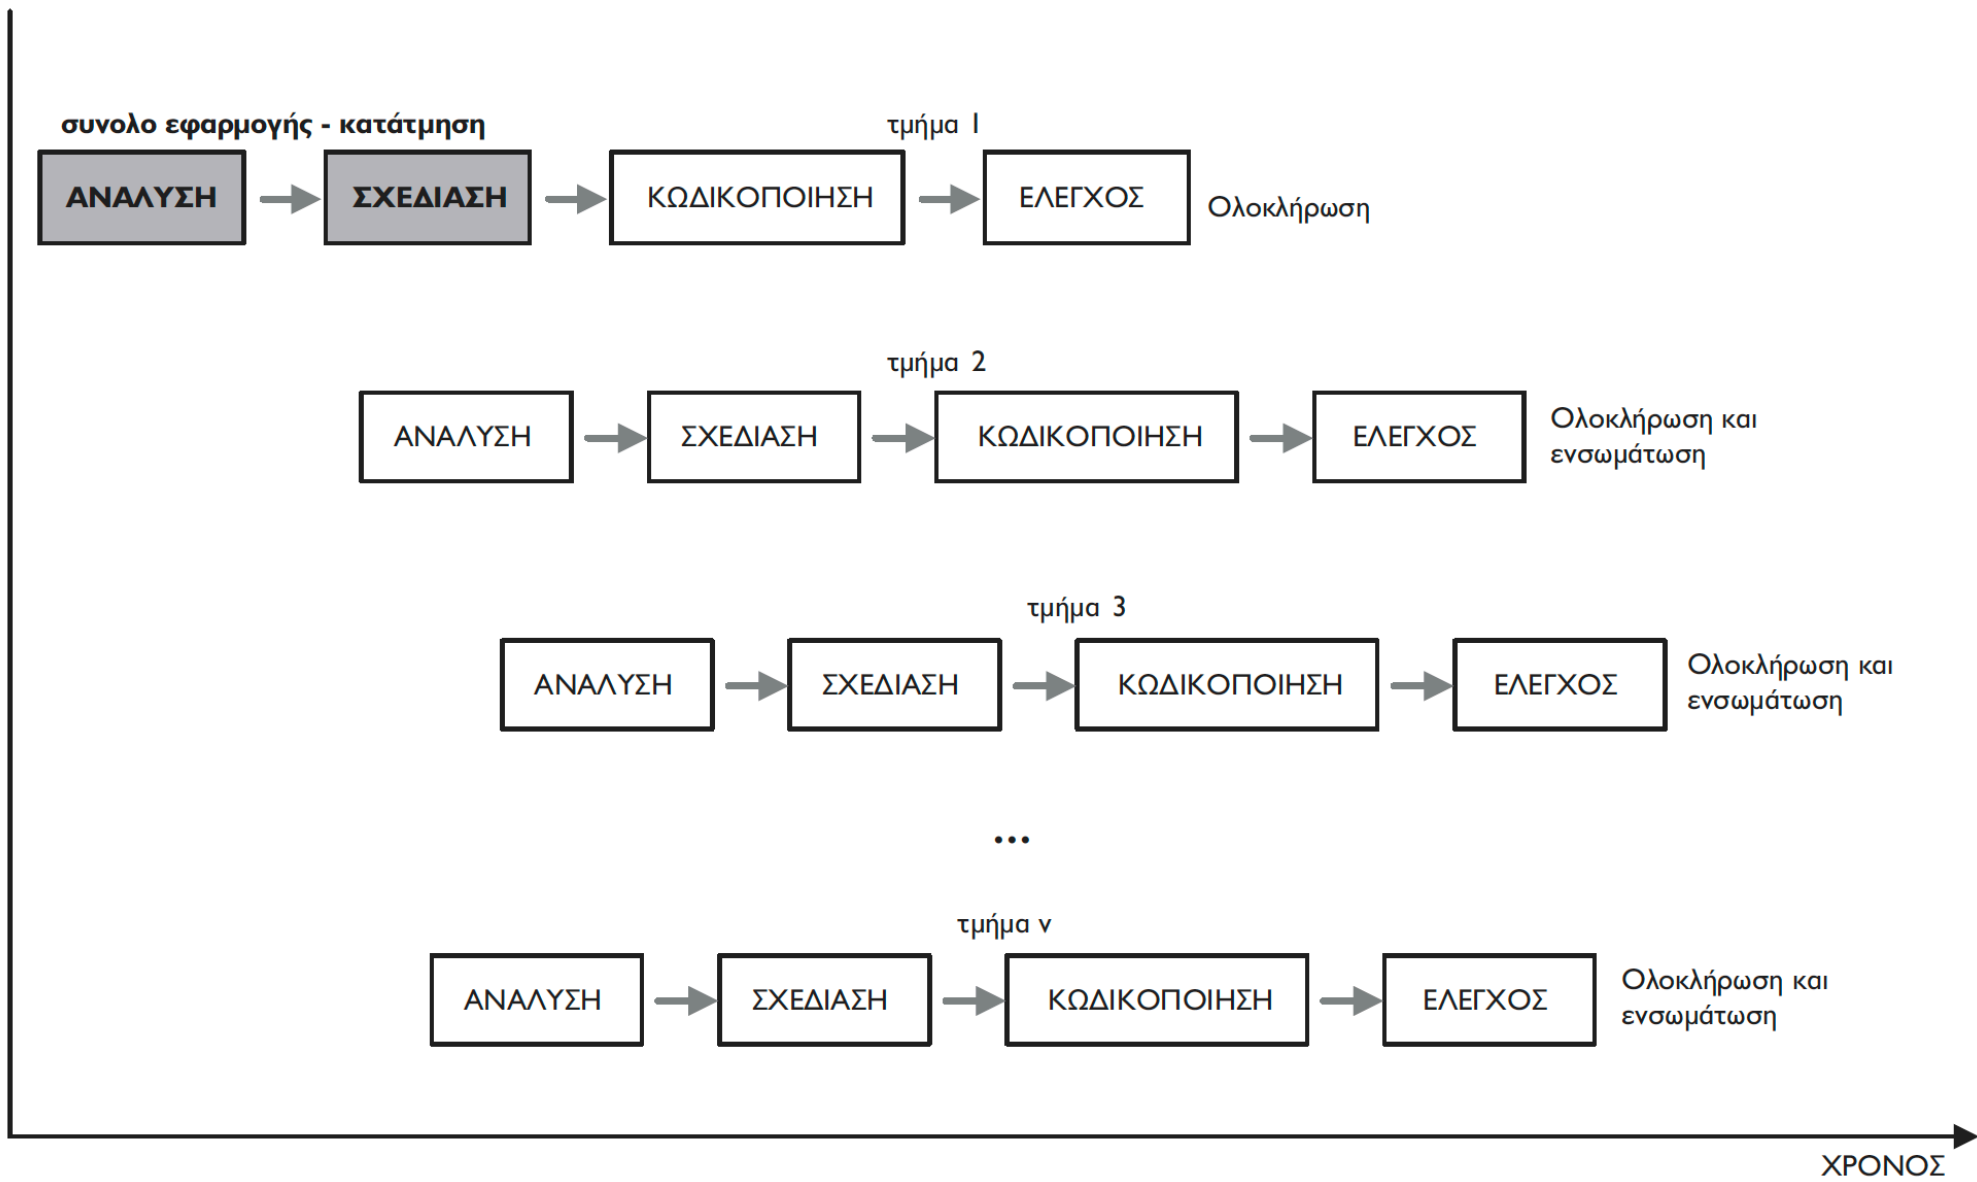 συνολο εφαρμογής - κατάτμηση
τμήμα 1
ΑΝΑΛΥΣΗ
ΣΧΕΔΙΑΣΗ
ΚΩΔΙΚΟΠΟΙΗΣΗ
ΕΛΕΓΧΟΣ
Ολοκλήρωση
τμήμα 2
ΑΝΑΛΥΣΗ
ΣΧΕΔΙΑΣΗ
ΚΩΔΙΚΟΠΟΙΗΣΗ
ΕΛΕΓΧΟΣ
Ολοκλήρωση και
ενσωμάτωση
τμήμα 3
ΑΝΑΛΥΣΗ
ΣΧΕΔΙΑΣΗ
ΚΩΔΙΚΟΠΟΙΗΣΗ
ΕΛΕΓΧΟΣ
Ολοκλήρωση και
ενσωμάτωση
...
τμήμα ν
ΑΝΑΛΥΣΗ
ΣΧΕΔΙΑΣΗ
ΚΩΔΙΚΟΠΟΙΗΣΗ
ΕΛΕΓΧΟΣ
Ολοκλήρωση και
ενσωμάτωση
ΧΡΟΝΟΣ